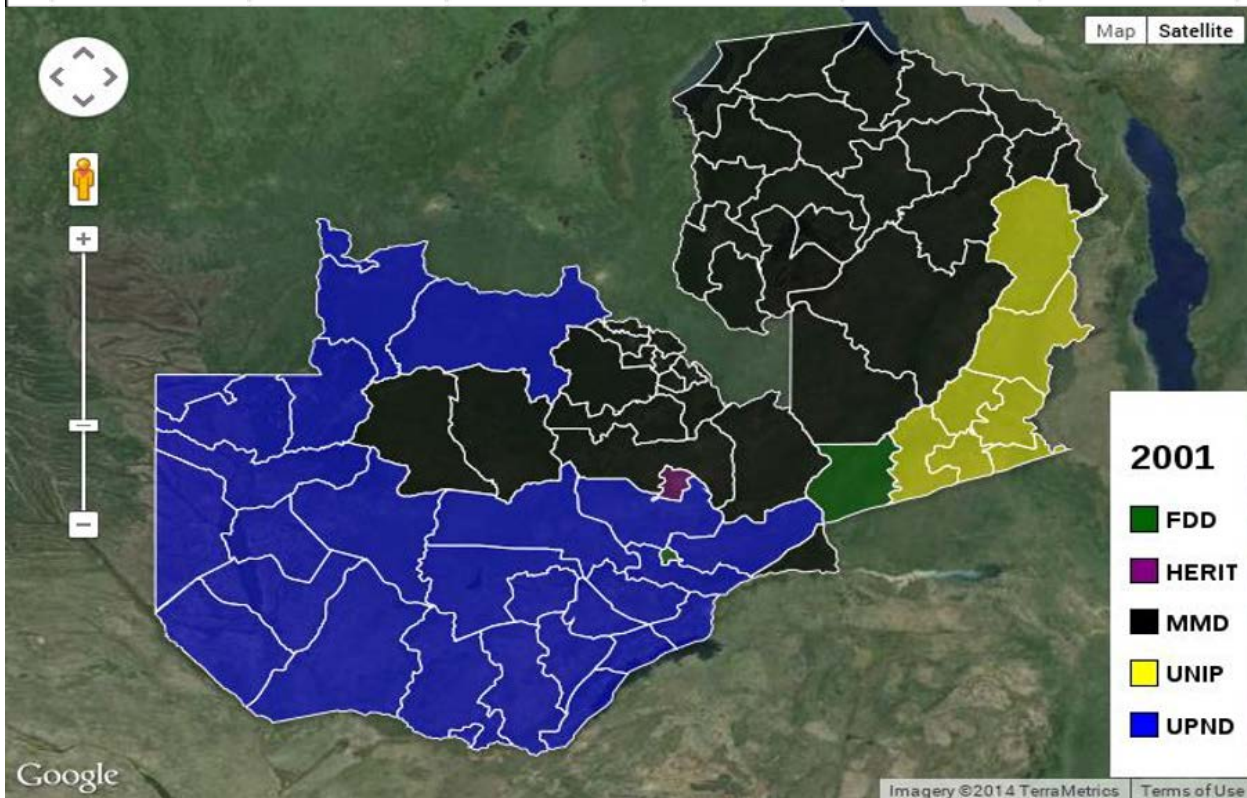 Map
Satellite
2001
FDD
HERIT
MMD
UNIP
UPND
Google
Imagery ©2014 TerraMetrics
Terms of Use